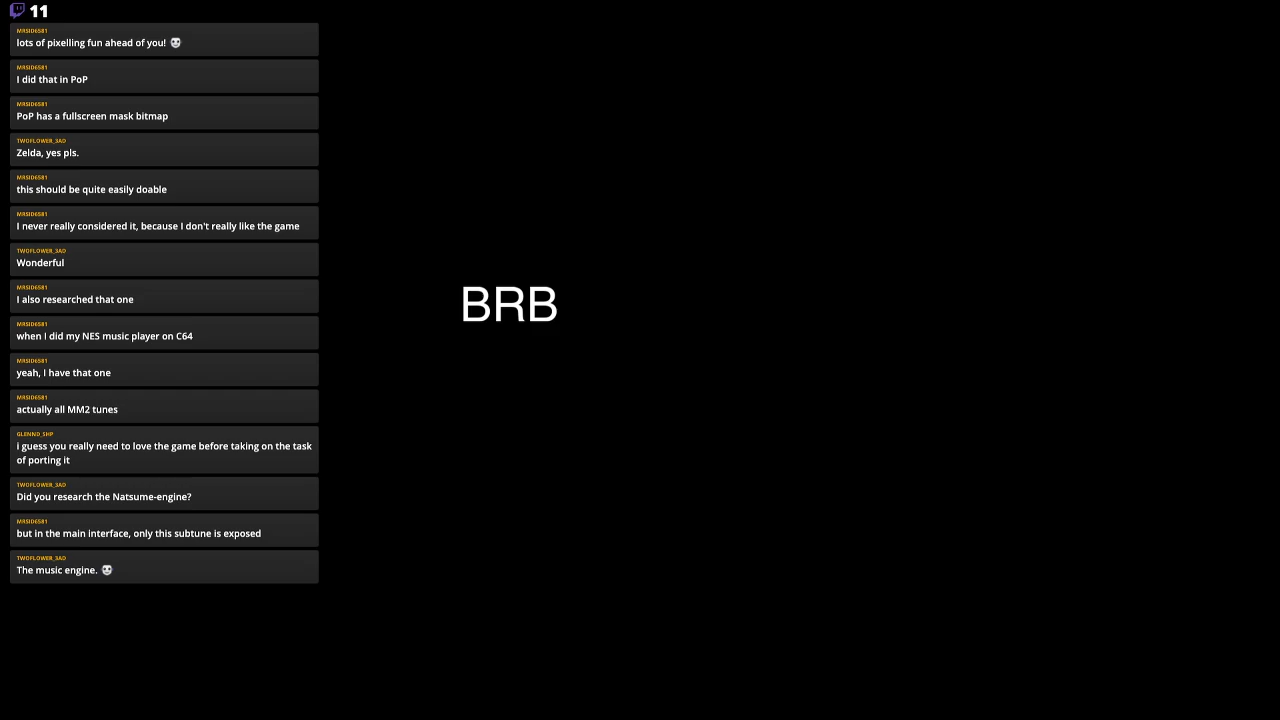 11
MRSID6581
lots of pixelling fun ahead of you!
MRSID6581
I did that in PoP
MRSID6581
PoP has a fullscreen mask bitmap
TWOFLOWER_3AD
Zelda, yes pls.
MRSID6581
this should be quite easily doable
MRSID6581
I never really considered it, because I don't really like the game
TWOFLOWER_3AD
Wonderful
MRSID6581
I also researched that one
MRSID6581
when I did my NES music player on C64
MRSID6581
yeah, I have that one
MRSID6581
actually all MM2 tunes
GLENND_SHP
i guess you really need to love the game before taking on the task
of porting it
TWOFLOWER_3AD
Did you research the Natsume-engine?
MRSID6581
but in the main interface, only this subtune is exposed
TWOFLOWER_3AD
The music engine.
BRB